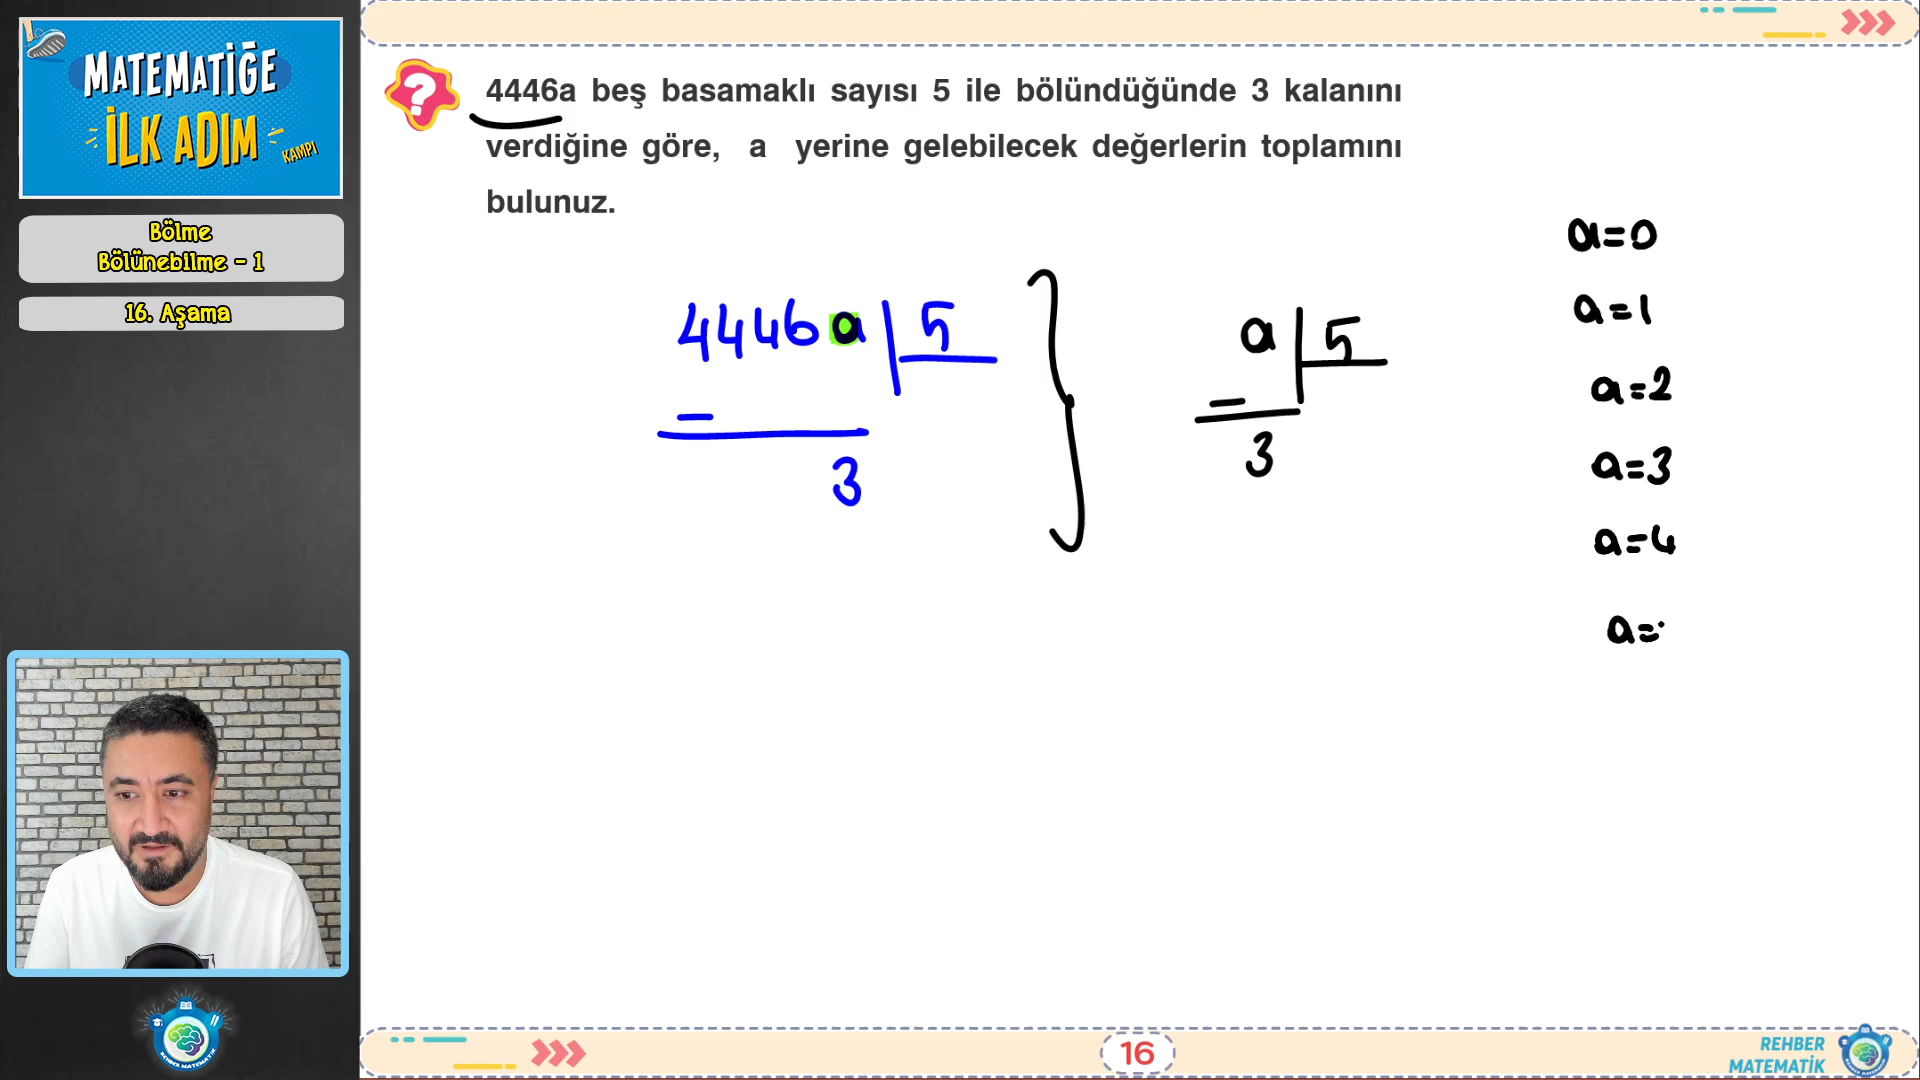 MATEMATİĞE
İLK ADIM
KAMPI
Bölme
Bölünebilme - 1
16. Aşama
4446a beş basamaklı sayısı 5 ile bölündüğünde 3 kalanını
verdiğine göre, a yerine gelebilecek değerlerin toplamını
bulunuz.
4446a 5
3
a 5
3
a=0
a=1
a=2
a=3
a=4
a=
16
REHBER
MATEMATİK
REHBER MATEMATİK